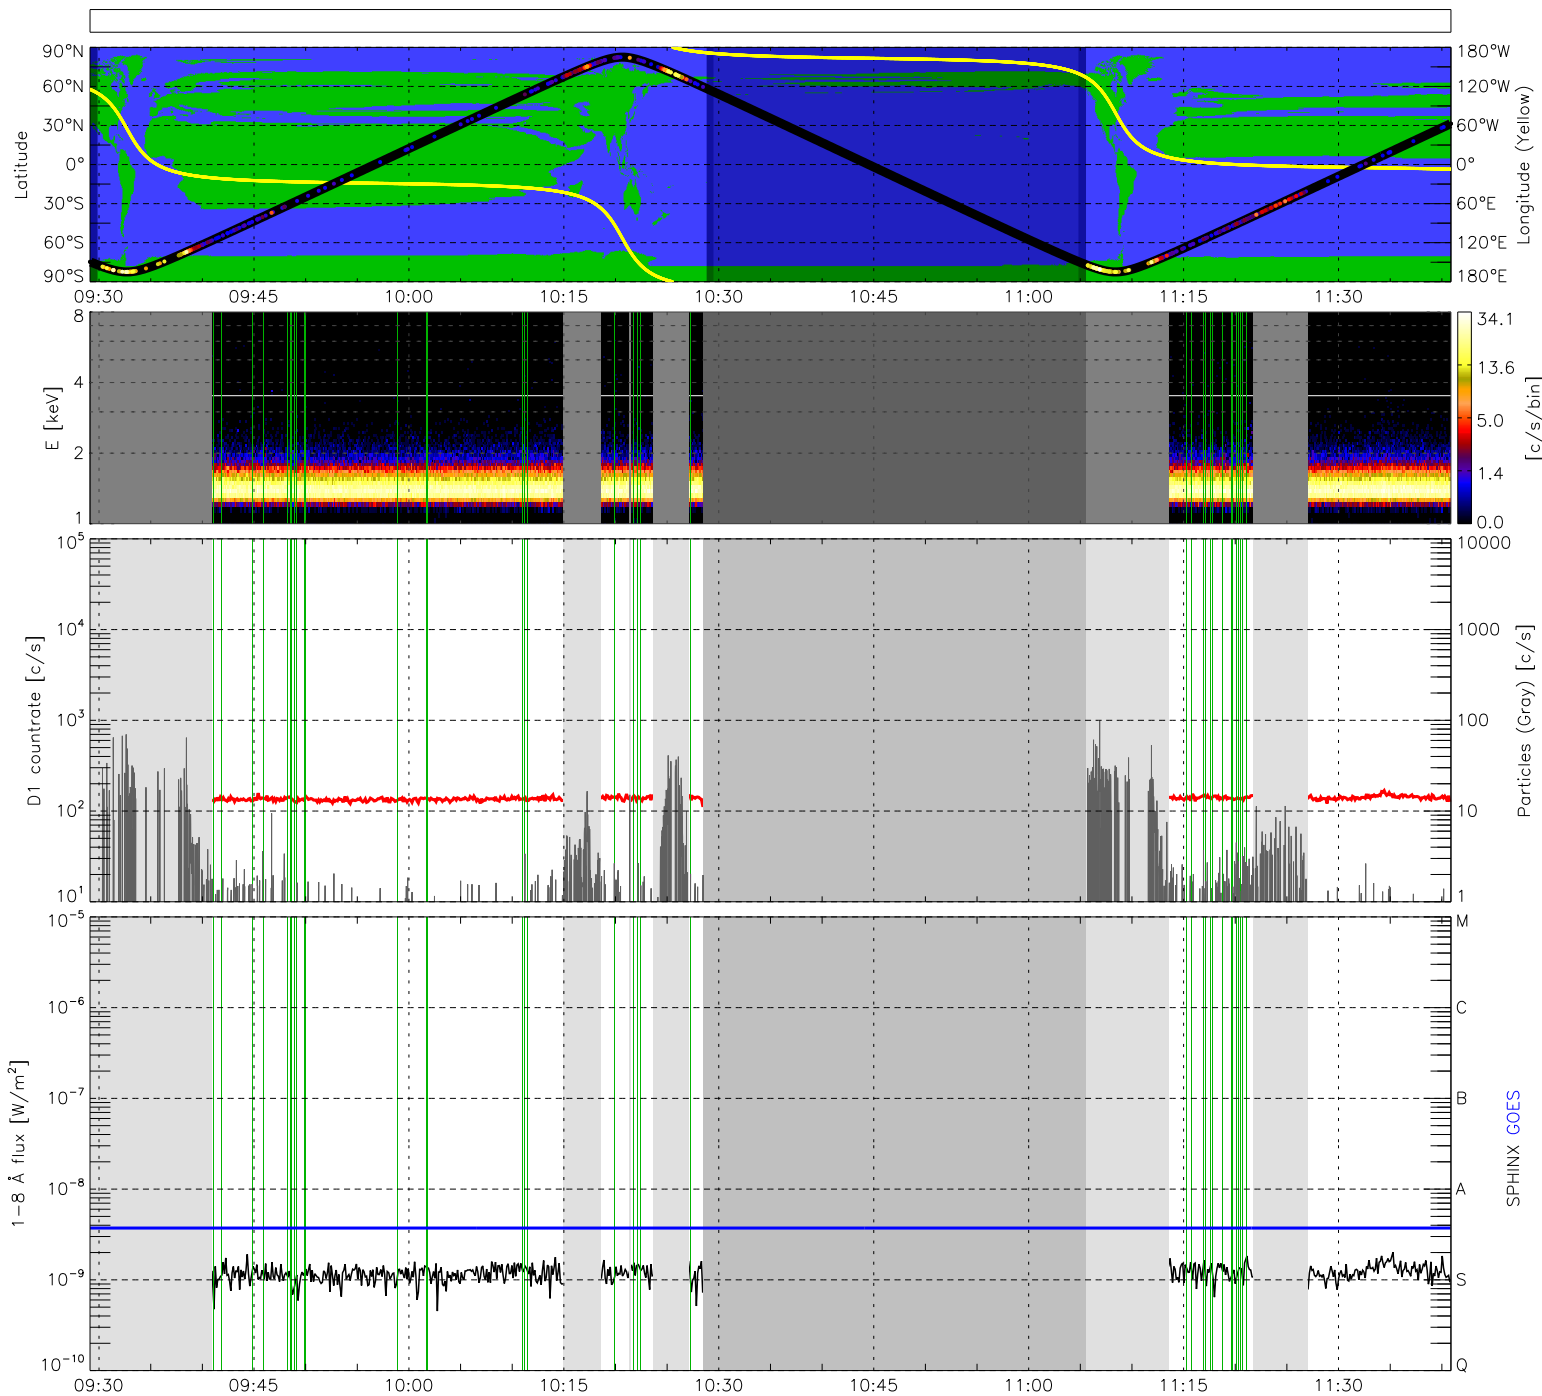 90°N
60°N
30°N
0°
30°S
60°S
90°S
Latitude
180°W
120°W
60°W
0°
60°E
120°E
180°E
Longitude (Yellow)
09:30 09:45 10:00 10:15 10:30 10:45 11:00 11:15 11:30
8
4
2
1
E [keV]
34.1
13.6
5.0
1.4
0.0
[c/s/bin]
10^5
10^4
10^3
10^2
10^1
D1 countrate [c/s]
10000
1000
100
10
1
Particles (Gray) [c/s]
10^-5
10^-6
10^-7
10^-8
10^-9
10^-10
1-8 Å flux [W/m^2]
M
C
B
A
S
Q
SPHINX GOES
09:30 09:45 10:00 10:15 10:30 10:45 11:00 11:15 11:30